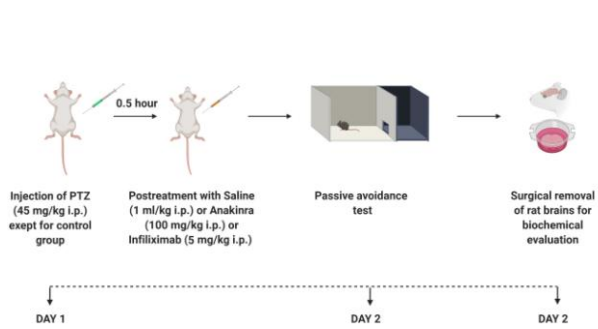 0.5 hour
Injection of PTZ
(45 mg/kg i.p.)
exept for control
group
Postreatment with Saline
(1 ml/kg i.p.) or Anakinra
(100 mg/kg i.p.) or
Infiliximab (5 mg/kg i.p.)
Passive avoidance
test
Surgical removal
of rat brains for
biochemical
evaluation
DAY 1
DAY 2
DAY 2